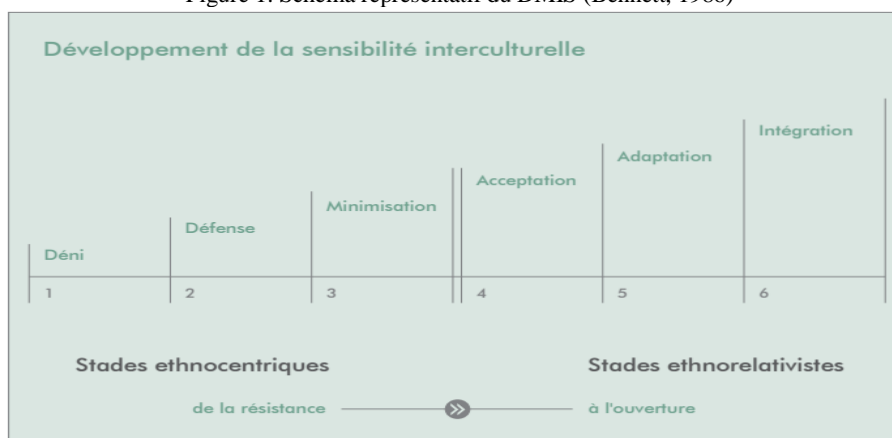 Figure 1. Schéma représentatif du DMIS (Bennett, 1986)
Développement de la sensibilité interculturelle
Intégration
Adaptation
Acceptation
Minimisation
Défense
Déni
1 2 3 4 5 6
Stades ethnocentriques Stades ethnorelativistes
de la résistance à l'ouverture